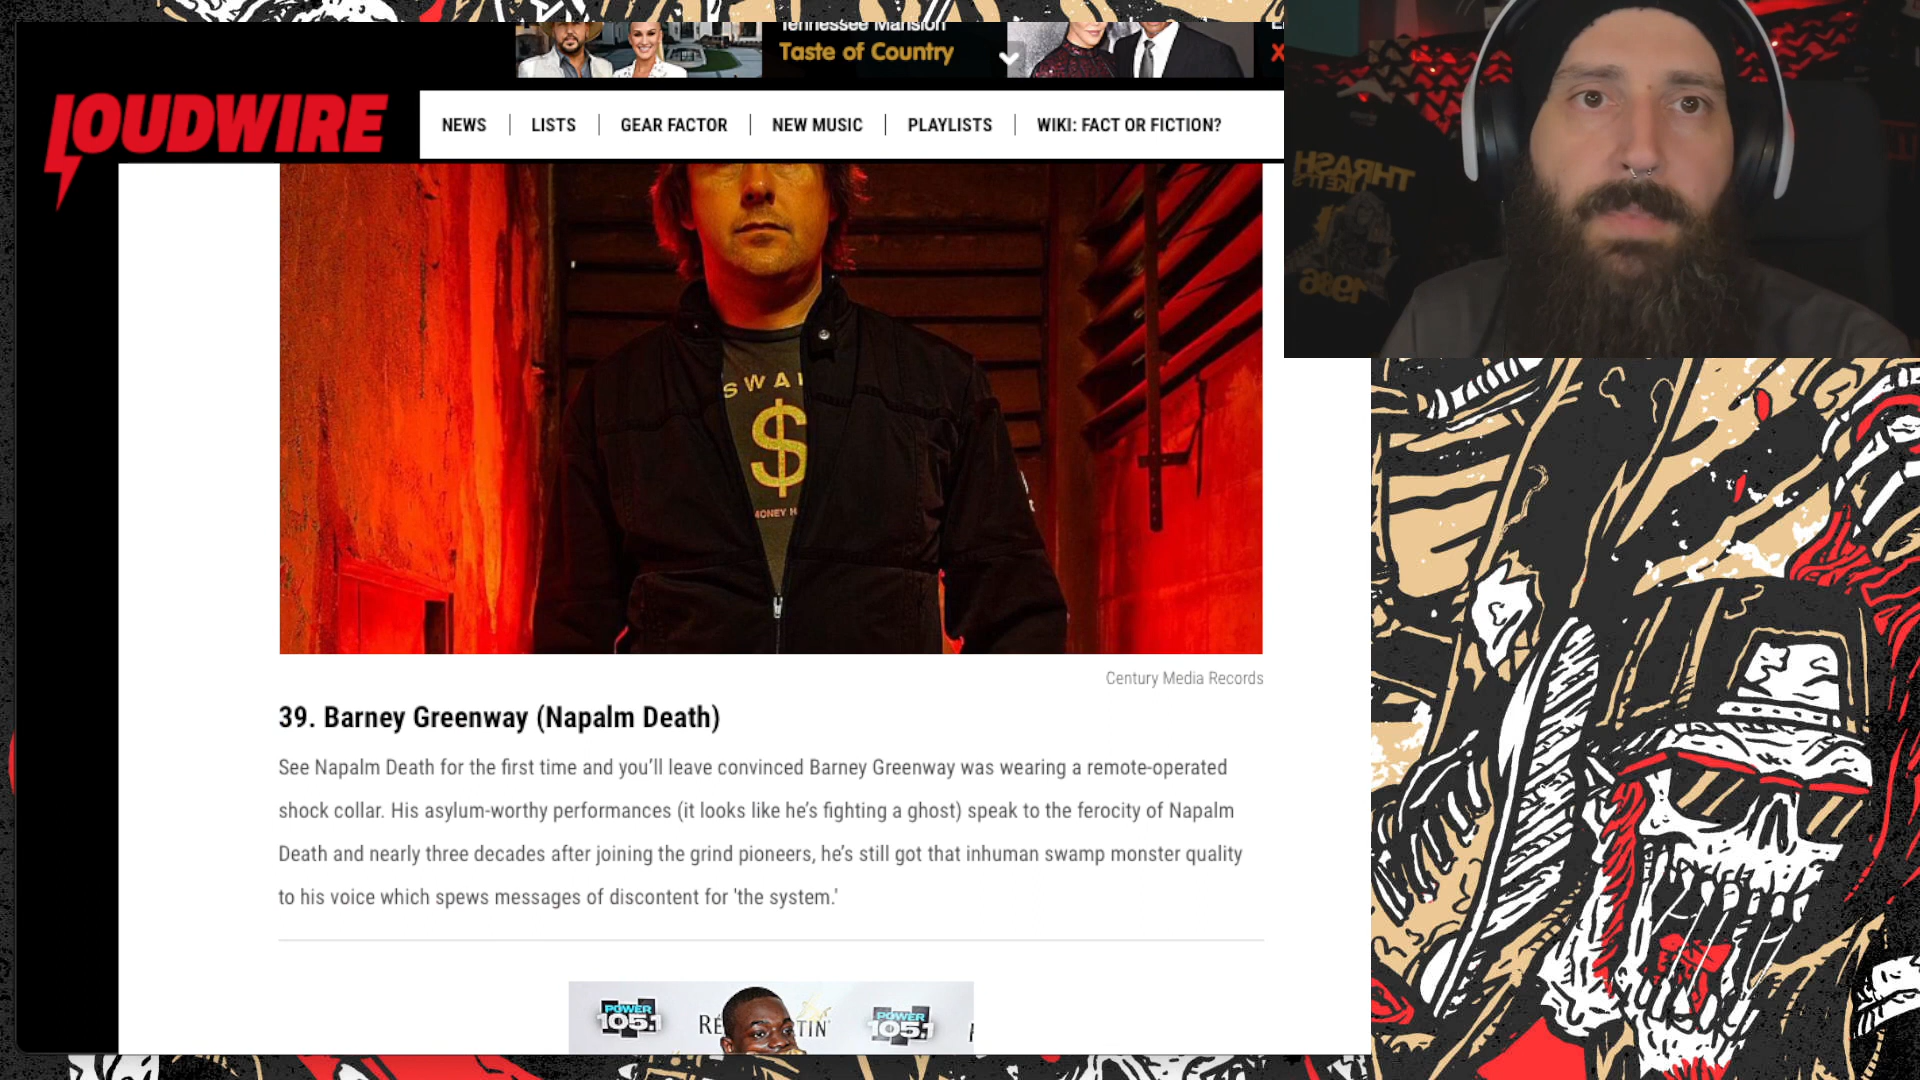 Tennessee Mansion
Taste of Country
LOUDWIRE
NEWS
LISTS
GEAR FACTOR
NEW MUSIC
PLAYLISTS
WIKI: FACT OR FICTION?
THRASH
LIKE IT'S
1986
$
MONEY
Century Media Records
39. Barney Greenway (Napalm Death)
See Napalm Death for the first time and you’ll leave convinced Barney Greenway was wearing a remote-operated
shock collar. His asylum-worthy performances (it looks like he’s fighting a ghost) speak to the ferocity of Napalm
Death and nearly three decades after joining the grind pioneers, he’s still got that inhuman swamp monster quality
to his voice which spews messages of discontent for 'the system.'
POWER
105.1
POWER
105.1